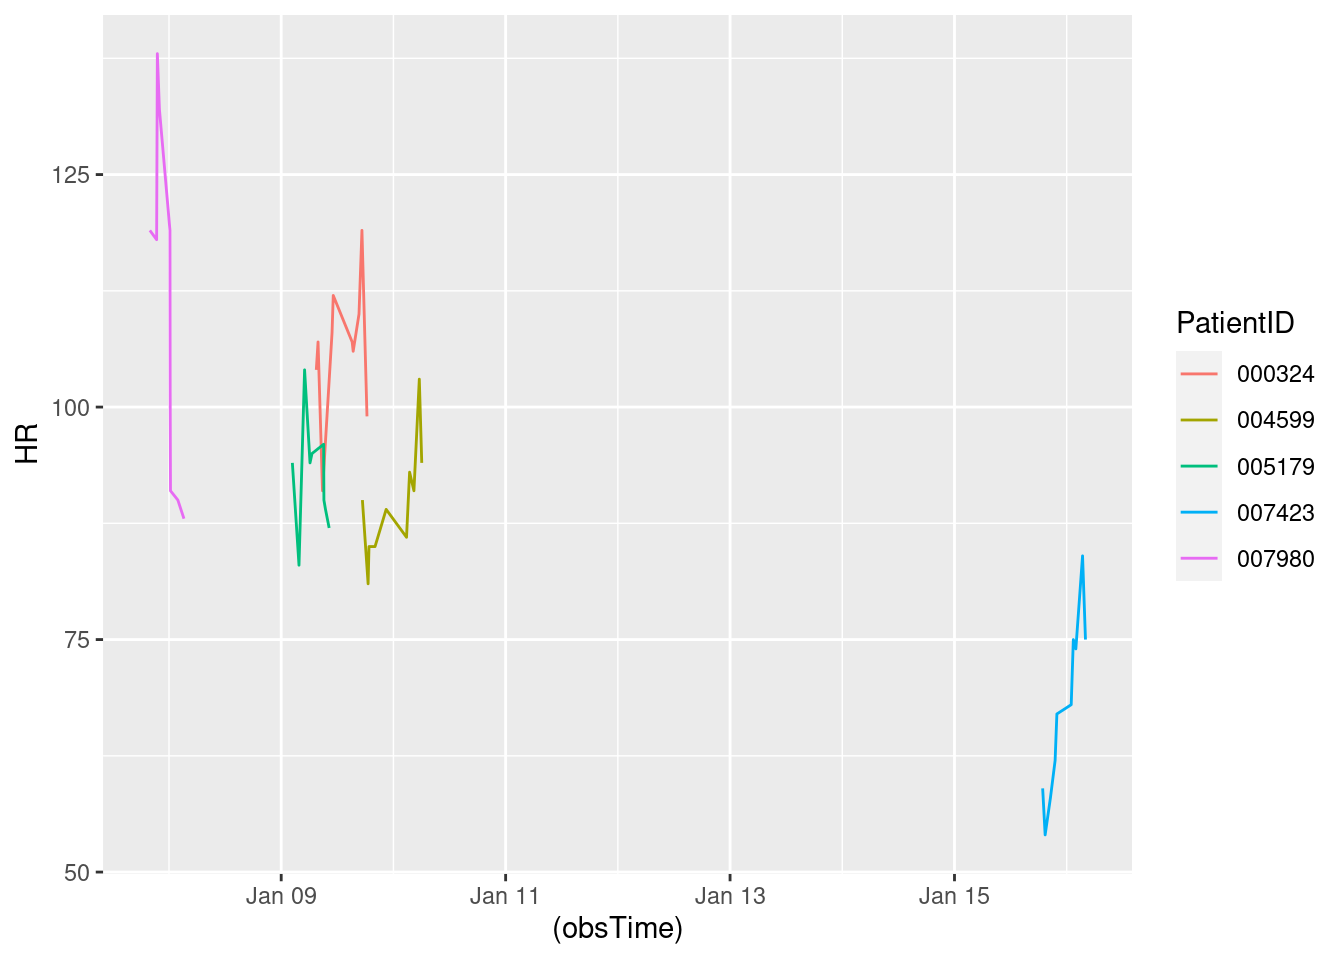 125
100
75
50
HR
Jan 09
Jan 11
Jan 13
Jan 15
(obsTime)
PatientID
000324
004599
005179
007423
007980